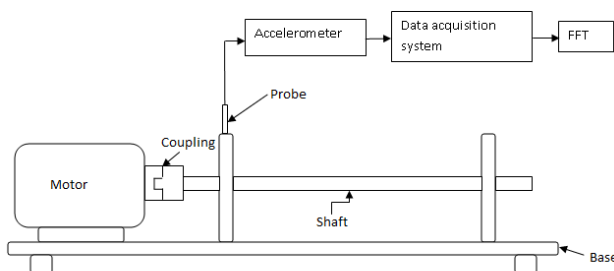 Accelerometer
Data acquisition
system
FFT
Probe
Coupling
Motor
Shaft
Base